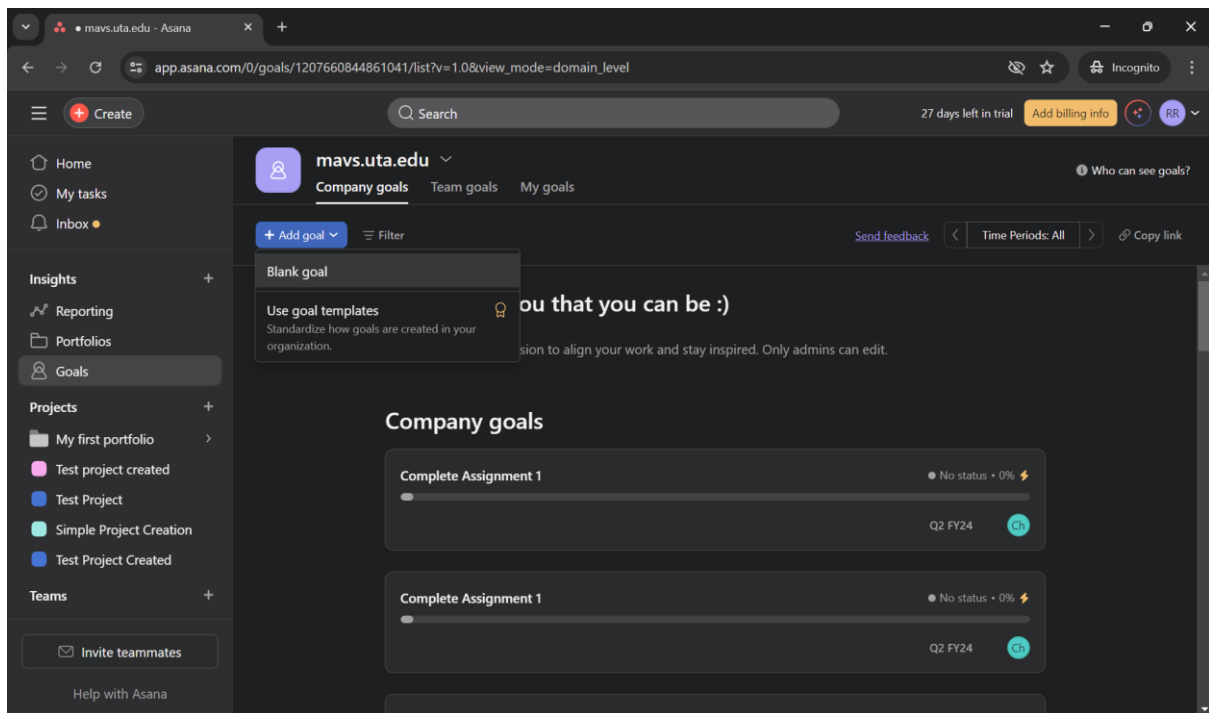 mavs.uta.edu - Asana
app.asana.com/0/goals/1207660844861041/list?v=1.0&view_mode=domain_level
Incognito
Create
Search
27 days left in trial
Add billing info
RR
Home
My tasks
Inbox
Insights
Reporting
Portfolios
Goals
Projects
My first portfolio
Test project created
Test Project
Simple Project Creation
Test Project Created
Teams
Invite teammates
Help with Asana
mavs.uta.edu
Who can see goals?
Company goals Team goals My goals
+ Add goal
Filter
Send feedback
Time Periods: All
Copy link
Blank goal
Use goal templates
Standardize how goals are created in your
organization.
ou that you can be :)
sion to align your work and stay inspired. Only admins can edit.
Company goals
Complete Assignment 1
No status • 0%
Q2 FY24
Ch
Complete Assignment 1
No status • 0%
Q2 FY24
Ch